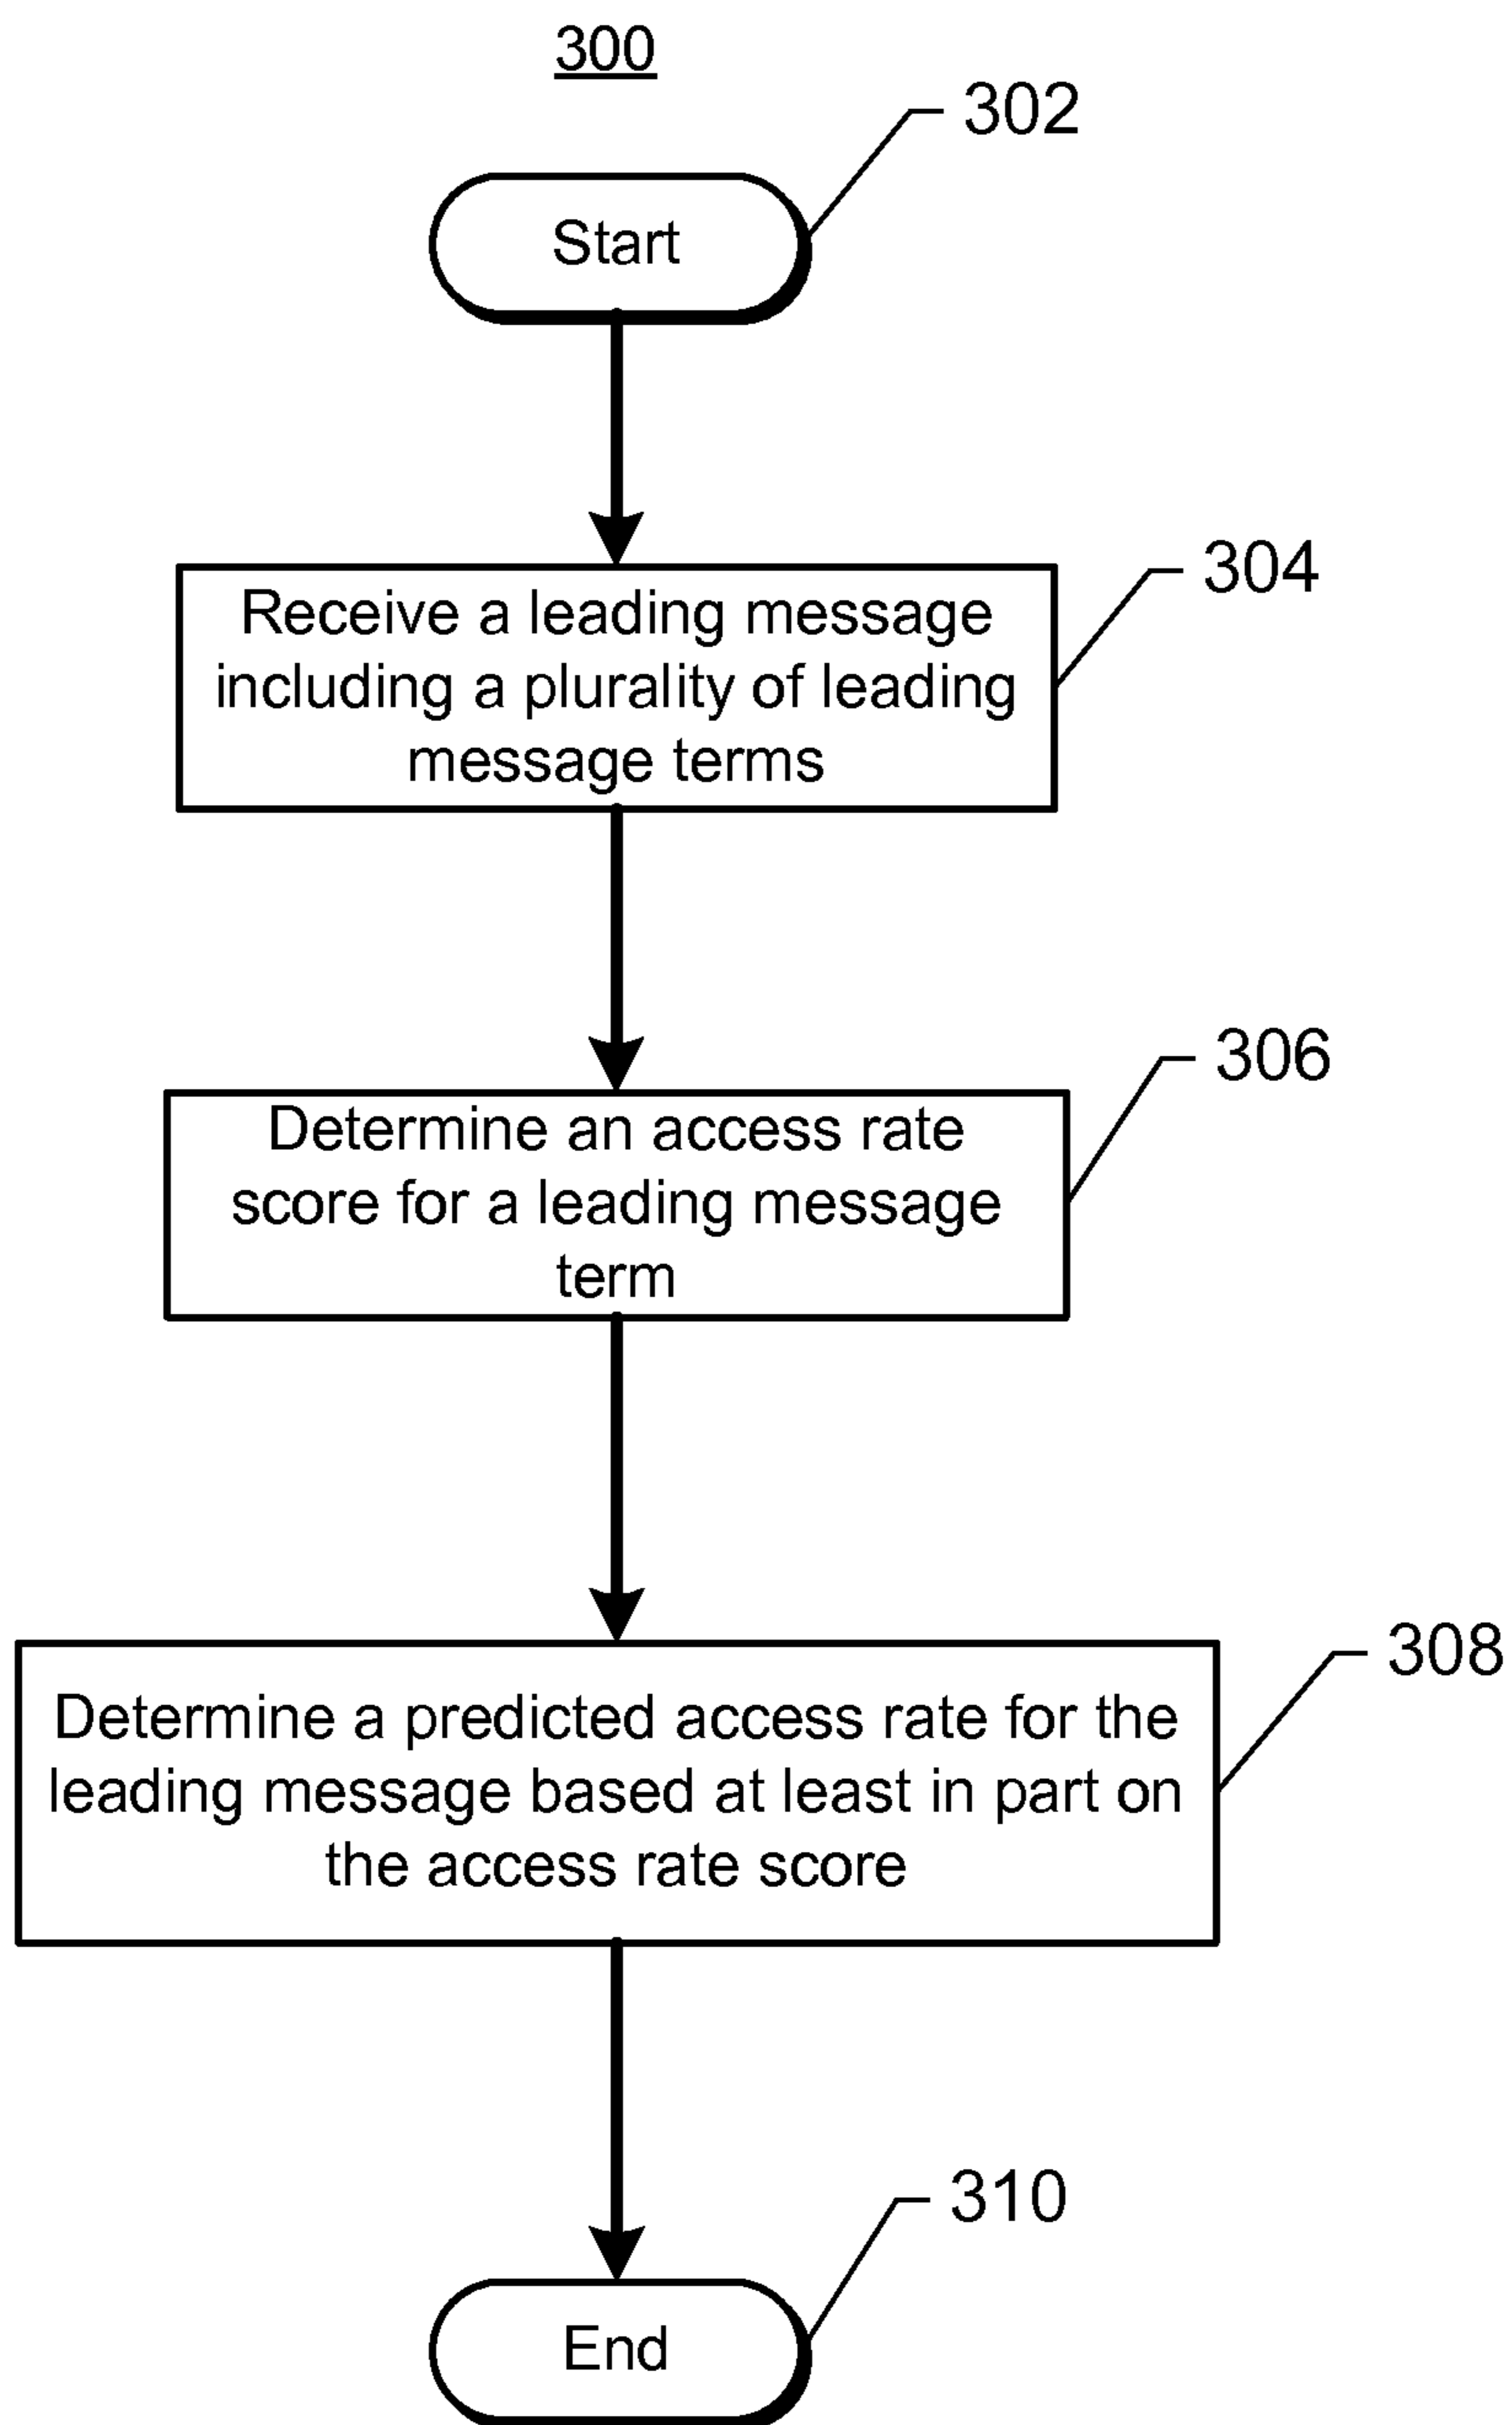 300
302
Start
304
Receive a leading message
including a plurality of leading
message terms
306
Determine an access rate
score for a leading message
term
308
Determine a predicted access rate for the
leading message based at least in part on
the access rate score
310
End